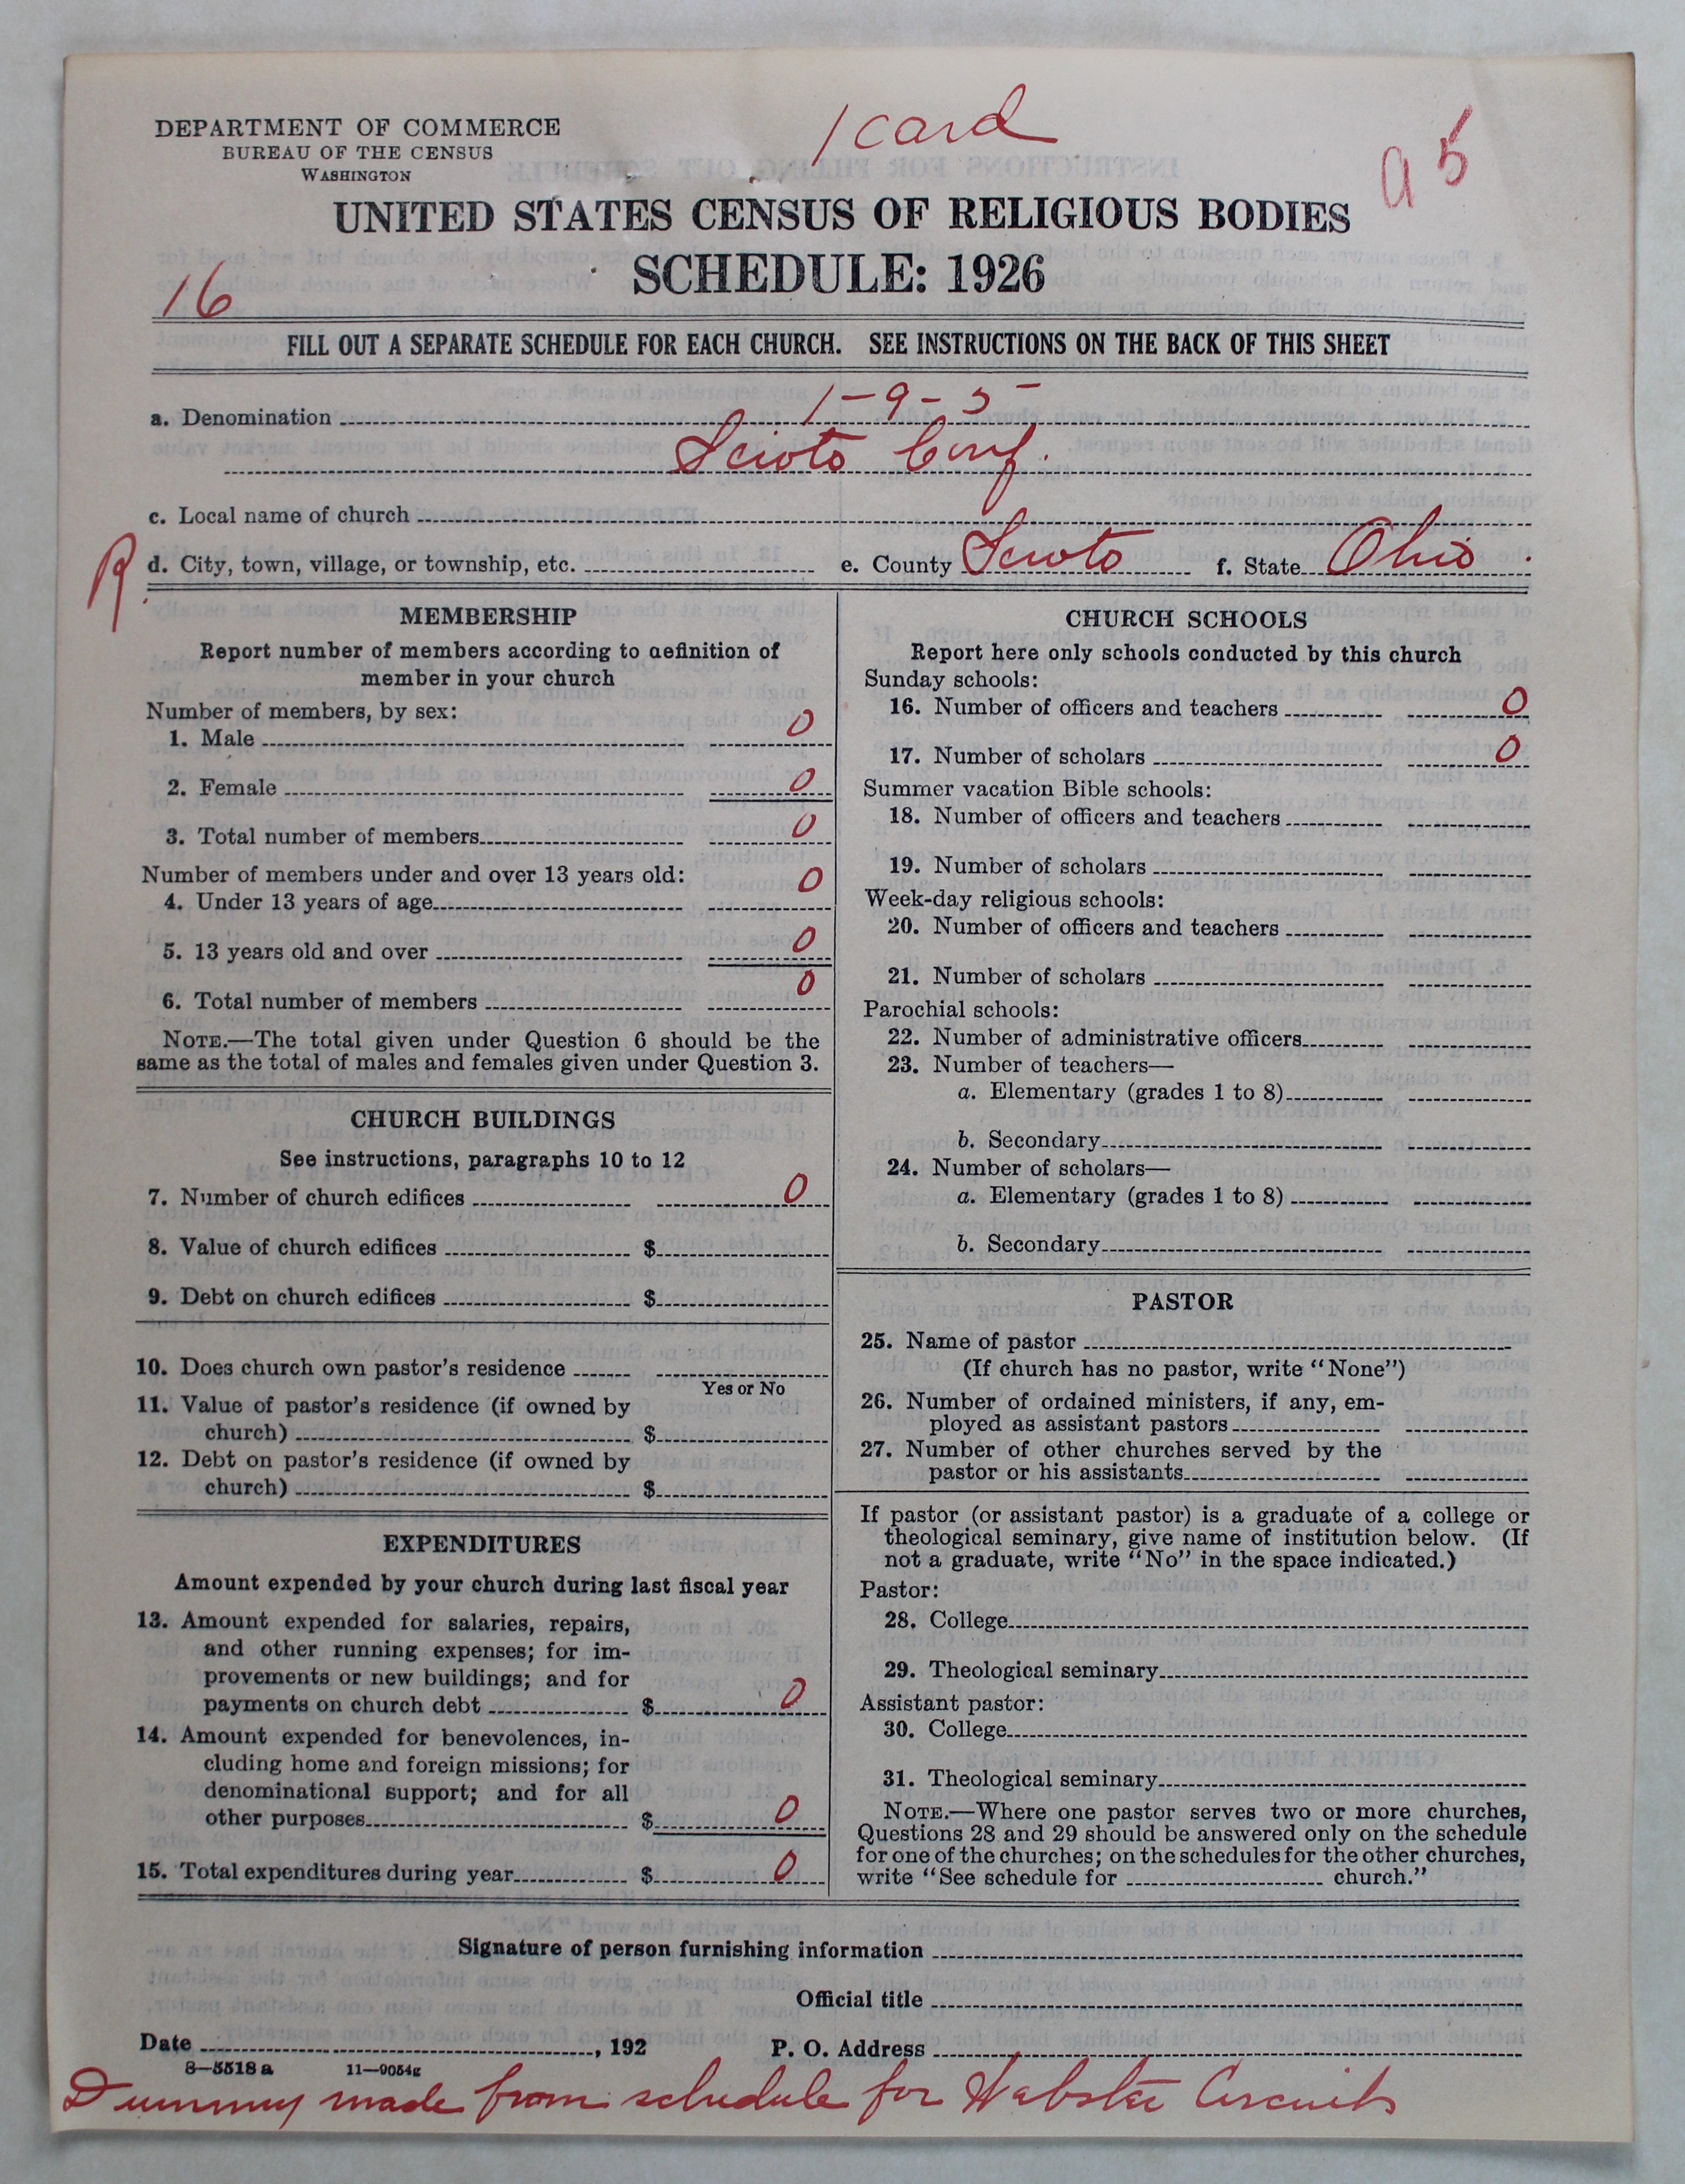 1 card
a 5
DEPARTMENT OF COMMERCE
BUREAU OF THE CENSUS
WASHINGTON
UNITED STATES CENSUS OF RELIGIOUS BODIES
SCHEDULE: 1926
16
FILL OUT A SEPARATE SCHEDULE FOR EACH CHURCH. SEE INSTRUCTIONS ON THE BACK OF THIS SHEET
a. Denomination 1-9-5
Scioto Conf.
c. Local name of church
R
d. City, town, village, or township, etc. e. County Scioto f. State Ohio
MEMBERSHIP
Report number of members according to definition of
member in your church
Number of members, by sex:
1. Male 0
2. Female 0
3. Total number of members 0
Number of members under and over 13 years old:
4. Under 13 years of age 0
5. 13 years old and over 0
6. Total number of members 0
NOTE.—The total given under Question 6 should be the
same as the total of males and females given under Question 3.
CHURCH BUILDINGS
See instructions, paragraphs 10 to 12
7. Number of church edifices 0
8. Value of church edifices $
9. Debt on church edifices $
10. Does church own pastor's residence
Yes or No
11. Value of pastor's residence (if owned by
church) $
12. Debt on pastor's residence (if owned by
church) $
EXPENDITURES
Amount expended by your church during last fiscal year
13. Amount expended for salaries, repairs,
and other running expenses; for im-
provements or new buildings; and for
payments on church debt $ 0
14. Amount expended for benevolences, in-
cluding home and foreign missions; for
denominational support; and for all
other purposes $ 0
15. Total expenditures during year $ 0
CHURCH SCHOOLS
Report here only schools conducted by this church
Sunday schools:
16. Number of officers and teachers 0
17. Number of scholars 0
Summer vacation Bible schools:
18. Number of officers and teachers
19. Number of scholars
Week-day religious schools:
20. Number of officers and teachers
21. Number of scholars
Parochial schools:
22. Number of administrative officers
23. Number of teachers—
a. Elementary (grades 1 to 8)
b. Secondary
24. Number of scholars—
a. Elementary (grades 1 to 8)
b. Secondary
PASTOR
25. Name of pastor
(If church has no pastor, write "None")
26. Number of ordained ministers, if any, em-
ployed as assistant pastors
27. Number of other churches served by the
pastor or his assistants
If pastor (or assistant pastor) is a graduate of a college or
theological seminary, give name of institution below. (If
not a graduate, write "No" in the space indicated.)
Pastor:
28. College
29. Theological seminary
Assistant pastor:
30. College
31. Theological seminary
NOTE.—Where one pastor serves two or more churches,
Questions 28 and 29 should be answered only on the schedule
for one of the churches; on the schedules for the other churches,
write "See schedule for church."
Signature of person furnishing information
Official title
Date , 192 P. O. Address
8—5518a 11—9054g
Dummy made from schedule for Webster Circuits